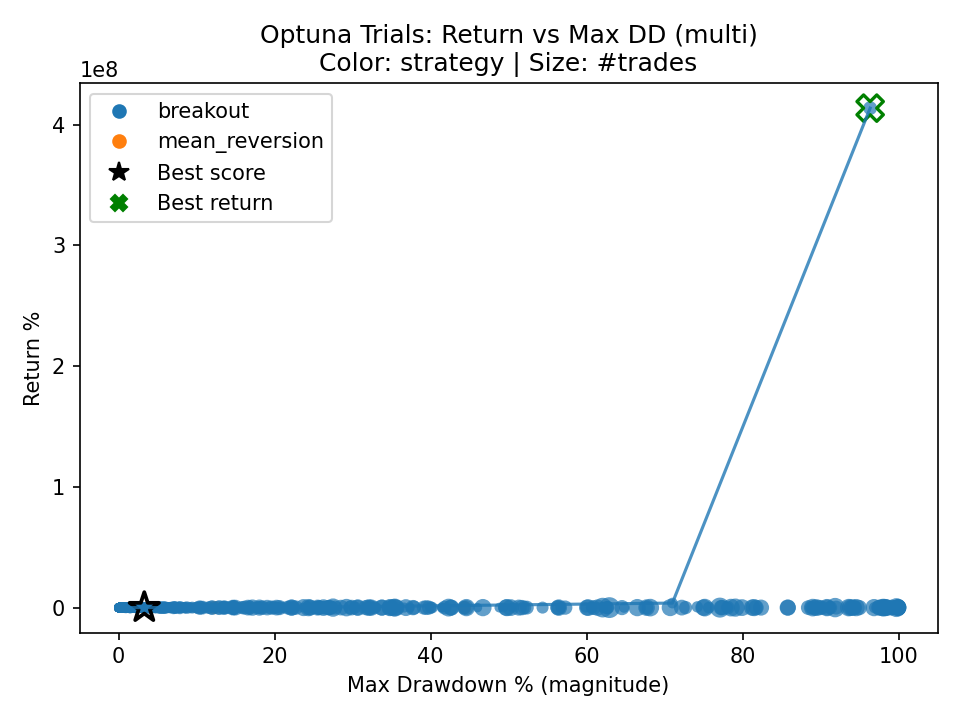 Optuna Trials: Return vs Max DD (multi)
Color: strategy | Size: #trades
1e8
breakout
mean_reversion
Best score
Best return
4
3
2
1
0
Return %
0 20 40 60 80 100
Max Drawdown % (magnitude)